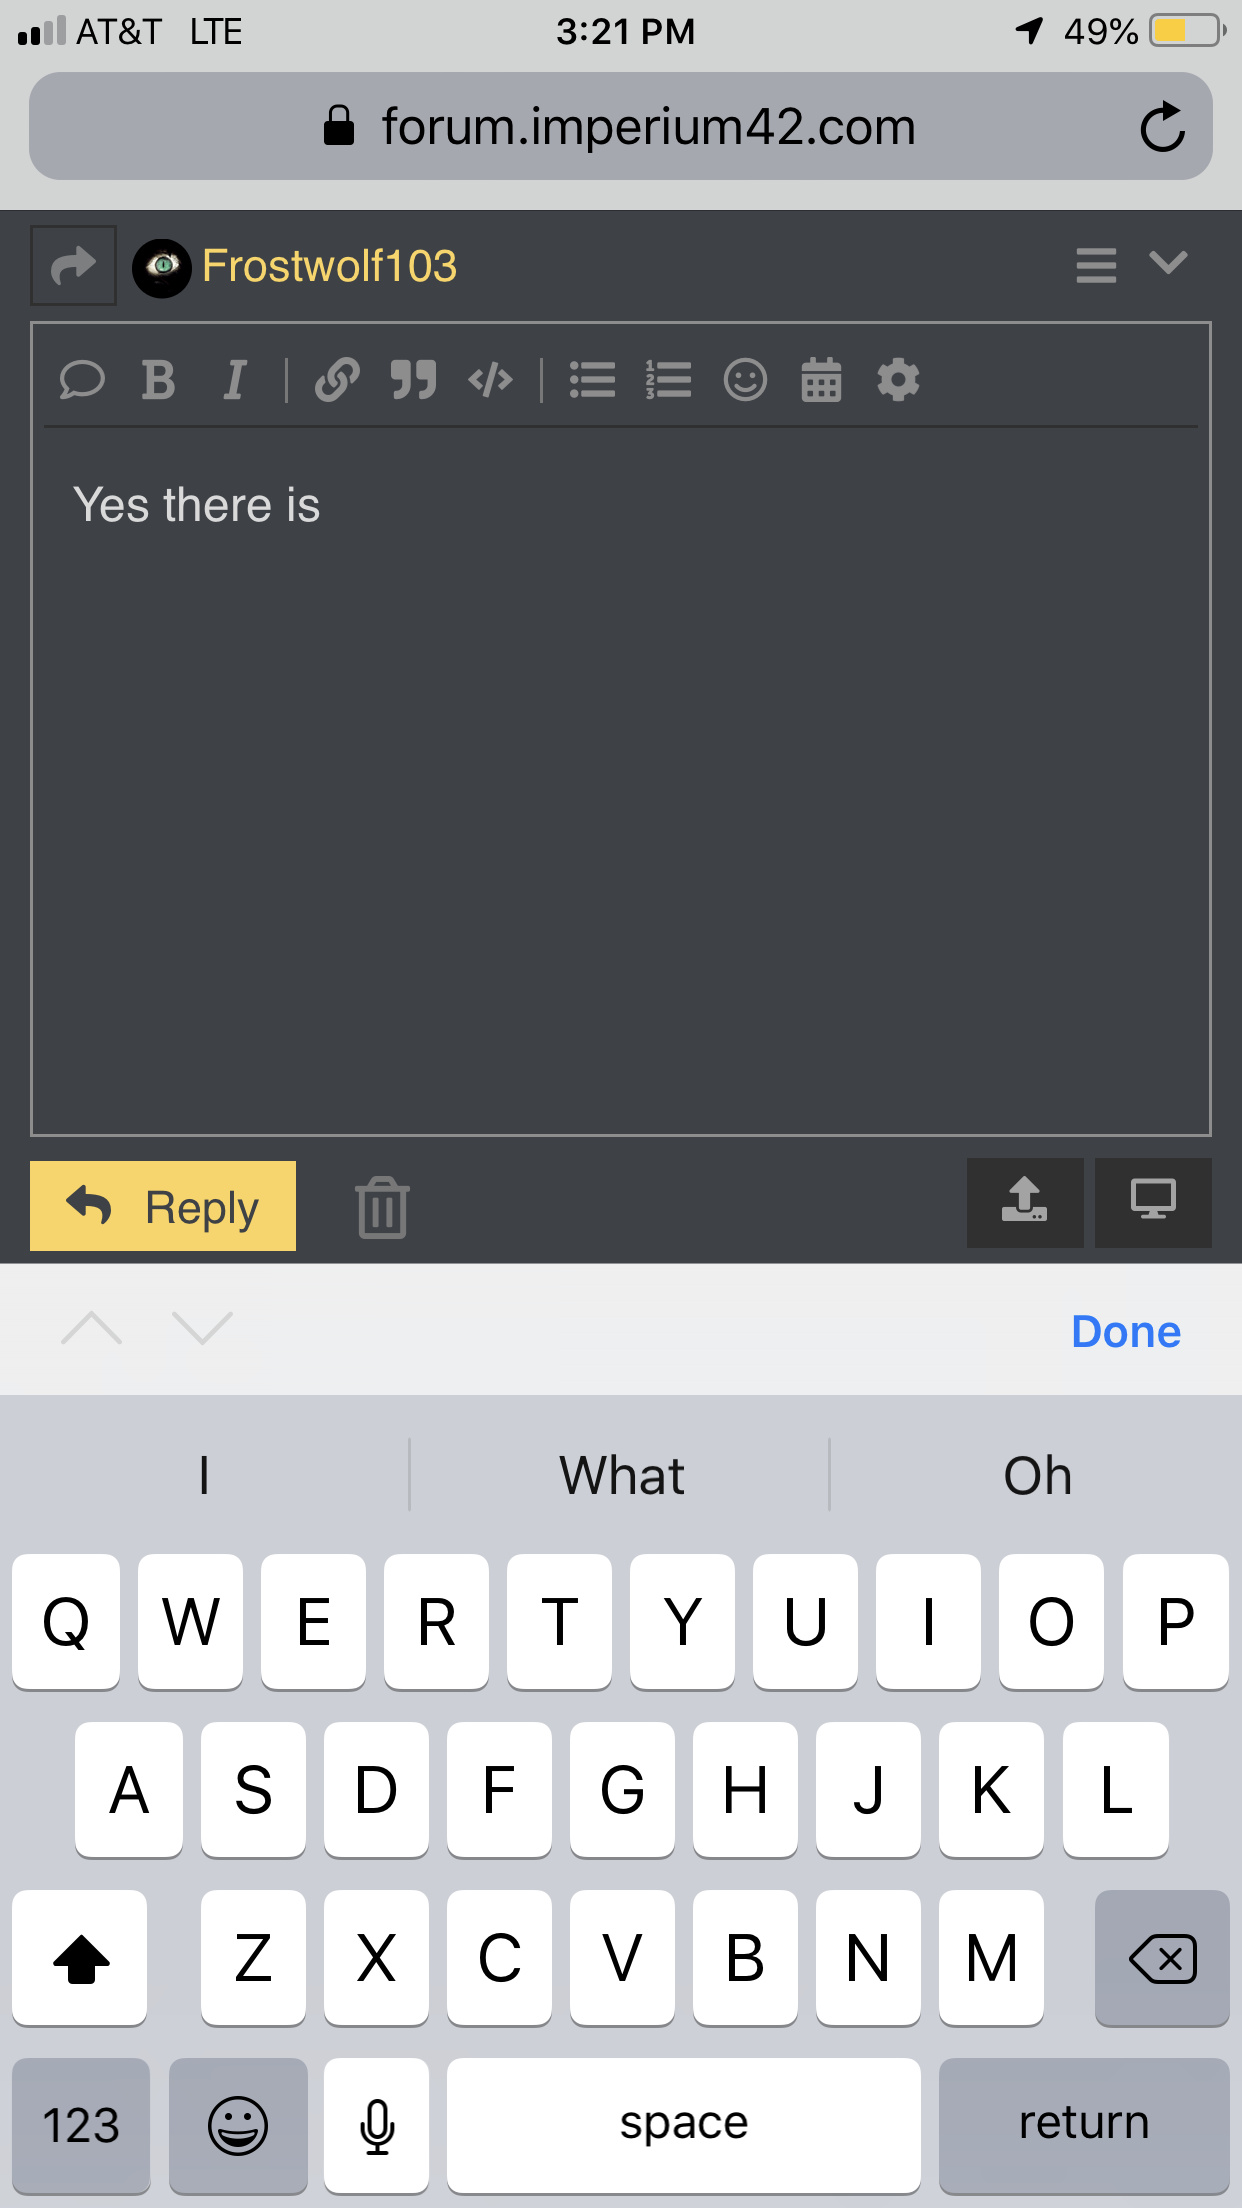 AT&T LTE 3:21 PM 49%
forum.imperium42.com
Frostwolf103
B I
Yes there is
Reply
Done
I What Oh
Q W E R T Y U I O P
A S D F G H J K L
Z X C V B N M
123 space return